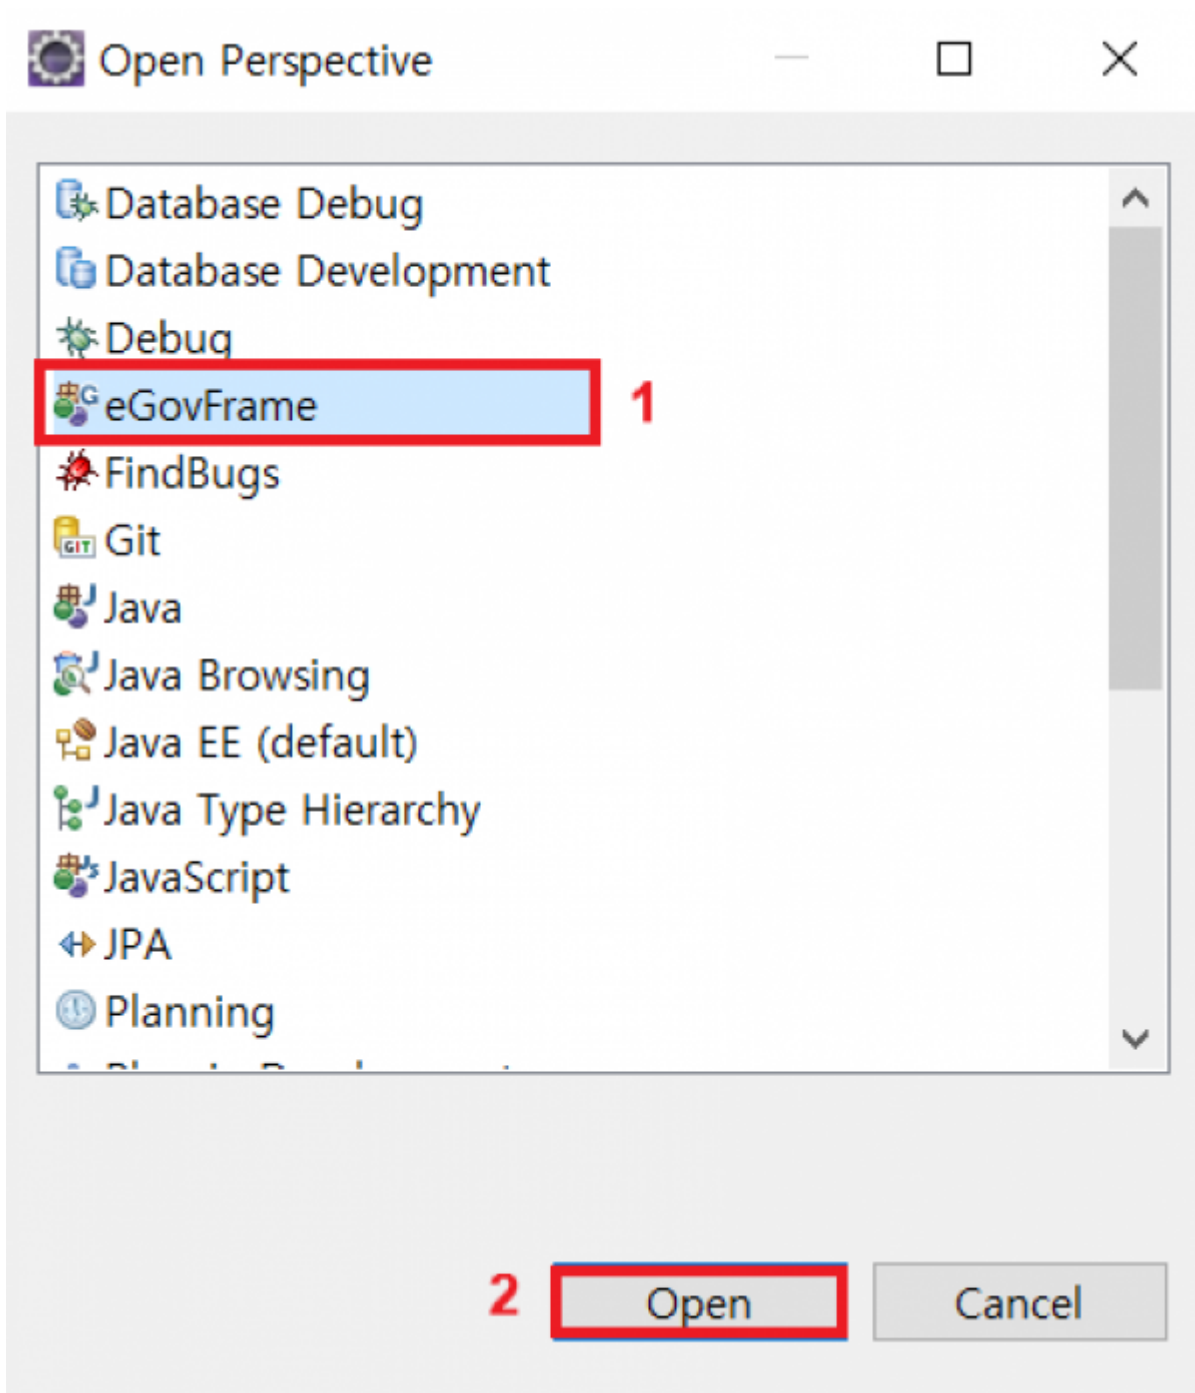 Open Perspective
Database Debug
Database Development
Debug
eGovFrame
1
FindBugs
Git
Java
Java Browsing
Java EE (default)
Java Type Hierarchy
JavaScript
JPA
Planning
2
Open
Cancel